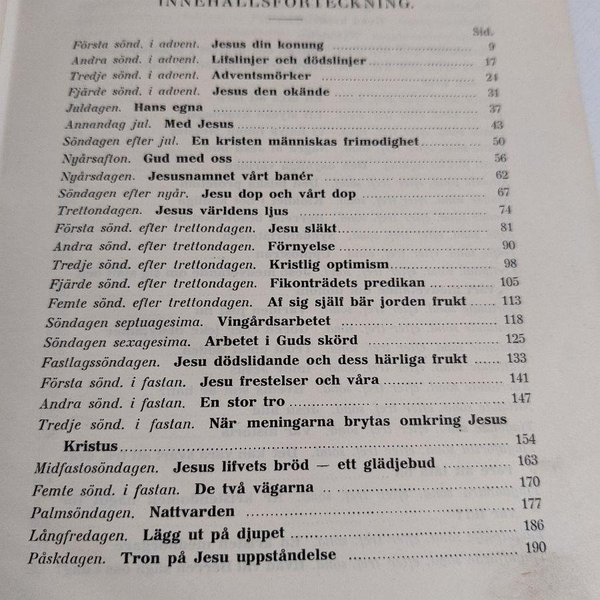 INNEHÅLLSFÖRTECKNING.
Sid.
Första sönd. i advent. Jesus din konung 9
Andra sönd. i advent. Lifslinjer och dödslinjer 17
Tredje sönd. i advent. Adventsmörker 24
Fjärde sönd. i advent. Jesus den okände 31
Juldagen. Hans egna 37
Annandag jul. Med Jesus 43
Söndagen efter jul. En kristen människas frimodighet 50
Nyårsafton. Gud med oss 56
Nyårsdagen. Jesusnamnet vårt banér 62
Söndagen efter nyår. Jesu dop och vårt dop 67
Trettondagen. Jesus världens ljus 74
Första sönd. efter trettondagen. Jesu släkt 81
Andra sönd. efter trettondagen. Förnyelse 90
Tredje sönd. efter trettondagen. Kristlig optimism 98
Fjärde sönd. efter trettondagen. Fikonträdets predikan 105
Femte sönd. efter trettondagen. Af sig själf bär jorden frukt 113
Söndagen septuagesima. Vingårdsarbetet 118
Söndagen sexagesima. Arbetet i Guds skörd 125
Fastlagssöndagen. Jesu dödslidande och dess härliga frukt 133
Första sönd. i fastan. Jesu frestelser och våra 141
Andra sönd. i fastan. En stor tro 147
Tredje sönd. i fastan. När meningarna brytas omkring Jesus
Kristus 154
Midfastosöndagen. Jesus lifvets bröd — ett glädjebud 163
Femte sönd. i fastan. De två vägarna 170
Palmsöndagen. Nattvarden 177
Långfredagen. Lägg ut på djupet 186
Påskdagen. Tron på Jesu uppståndelse 190